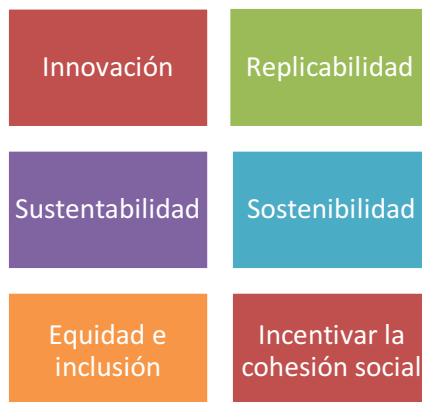 Innovación
Replicabilidad
Sustentabilidad
Sostenibilidad
Equidad e
inclusión
Incentivar la
cohesión social